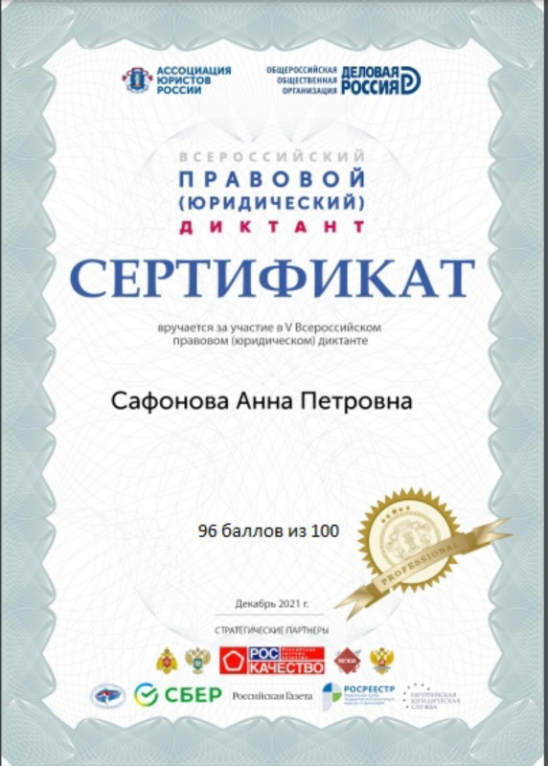 АССОЦИАЦИЯ
ЮРИСТОВ
РОССИИ
ОБЩЕРОССИЙСКАЯ
ОБЩЕСТВЕННАЯ
ОРГАНИЗАЦИЯ
ДЕЛОВАЯ
РОССИЯ
ВСЕРОССИЙСКИЙ
ПРАВОВОЙ
(ЮРИДИЧЕСКИЙ)
ДИКТАНТ
СЕРТИФИКАТ
вручается за участие в V Всероссийском
правовом (юридическом) диктанте
Сафонова Анна Петровна
96 баллов из 100
PROFESSIONAL
Декабрь 2021 г.
СТРАТЕГИЧЕСКИЕ ПАРТНЕРЫ
РОС
КАЧЕСТВО
СБЕР
Российская Газета
РОСРЕЕСТР
ЕВРОПЕЙСКАЯ
ЮРИДИЧЕСКАЯ
СЛУЖБА